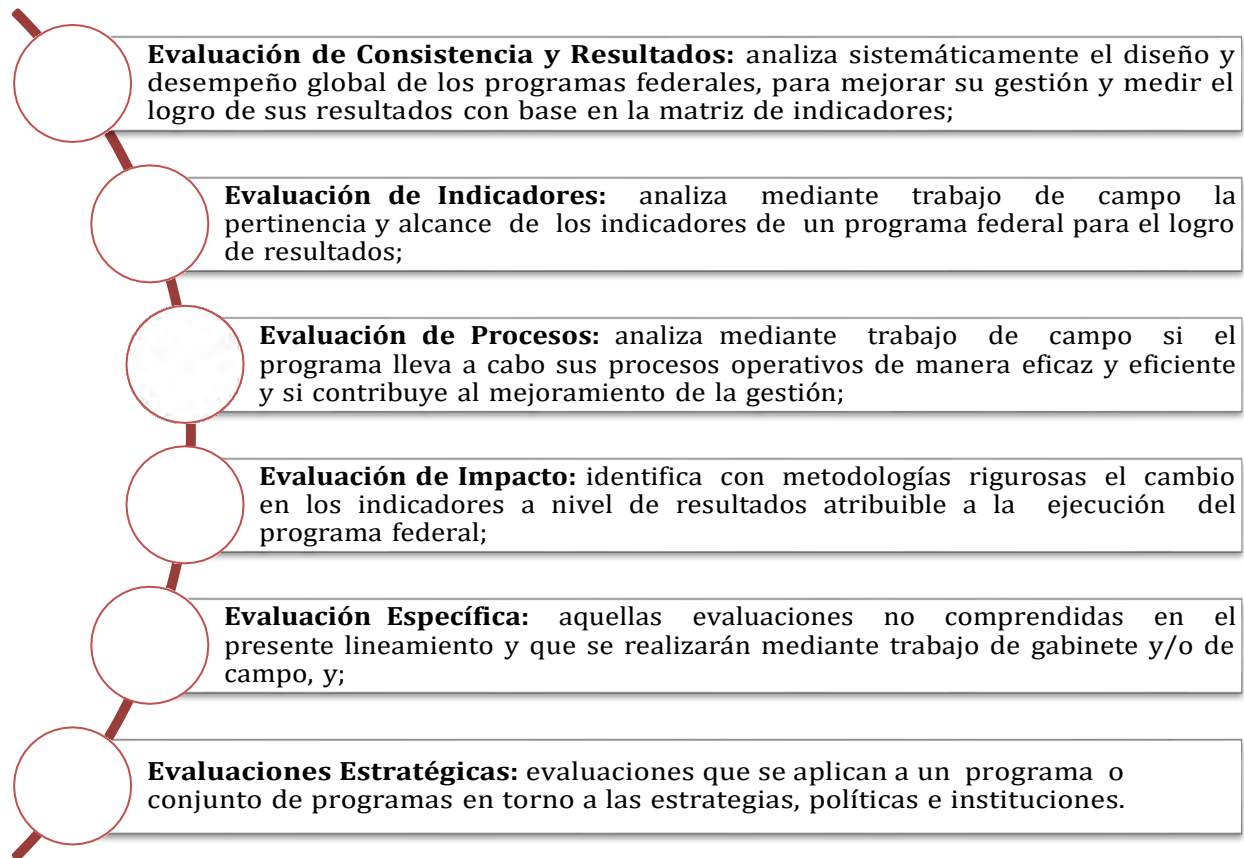 Evaluación de Consistencia y Resultados: analiza sistemáticamente el diseño y
desempeño global de los programas federales, para mejorar su gestión y medir el
logro de sus resultados con base en la matriz de indicadores;
Evaluación de Indicadores: analiza mediante trabajo de campo la
pertinencia y alcance de los indicadores de un programa federal para el logro
de resultados;
Evaluación de Procesos: analiza mediante trabajo de campo si el
programa lleva a cabo sus procesos operativos de manera eficaz y eficiente
y si contribuye al mejoramiento de la gestión;
Evaluación de Impacto: identifica con metodologías rigurosas el cambio
en los indicadores a nivel de resultados atribuible a la ejecución del
programa federal;
Evaluación Específica: aquellas evaluaciones no comprendidas en el
presente lineamiento y que se realizarán mediante trabajo de gabinete y/o de
campo, y;
Evaluaciones Estratégicas: evaluaciones que se aplican a un programa o
conjunto de programas en torno a las estrategias, políticas e instituciones.